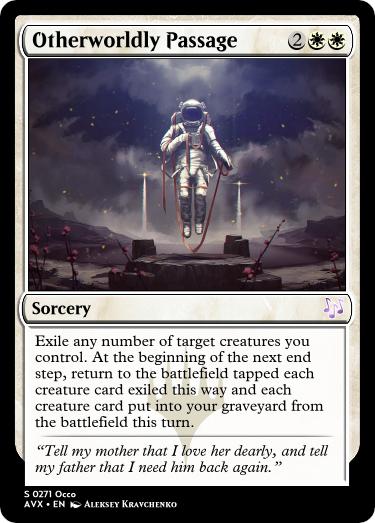 Otherworldly Passage 2
Sorcery
Exile any number of target creatures you
control. At the beginning of the next end
step, return to the battlefield tapped each
creature card exiled this way and each
creature card put into your graveyard from
the battlefield this turn.
“Tell my mother that I love her dearly, and tell
my father that I need him back again.”
S 0271 Occo
AVX • EN Aleksey Kravchenko